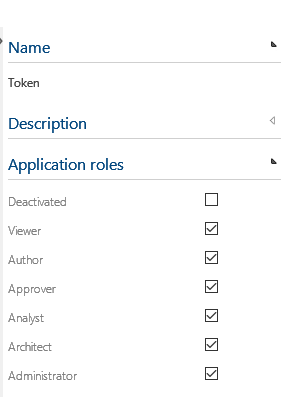 Name
Token
Description
Application roles
Deactivated
Viewer
Author
Approver
Analyst
Architect
Administrator